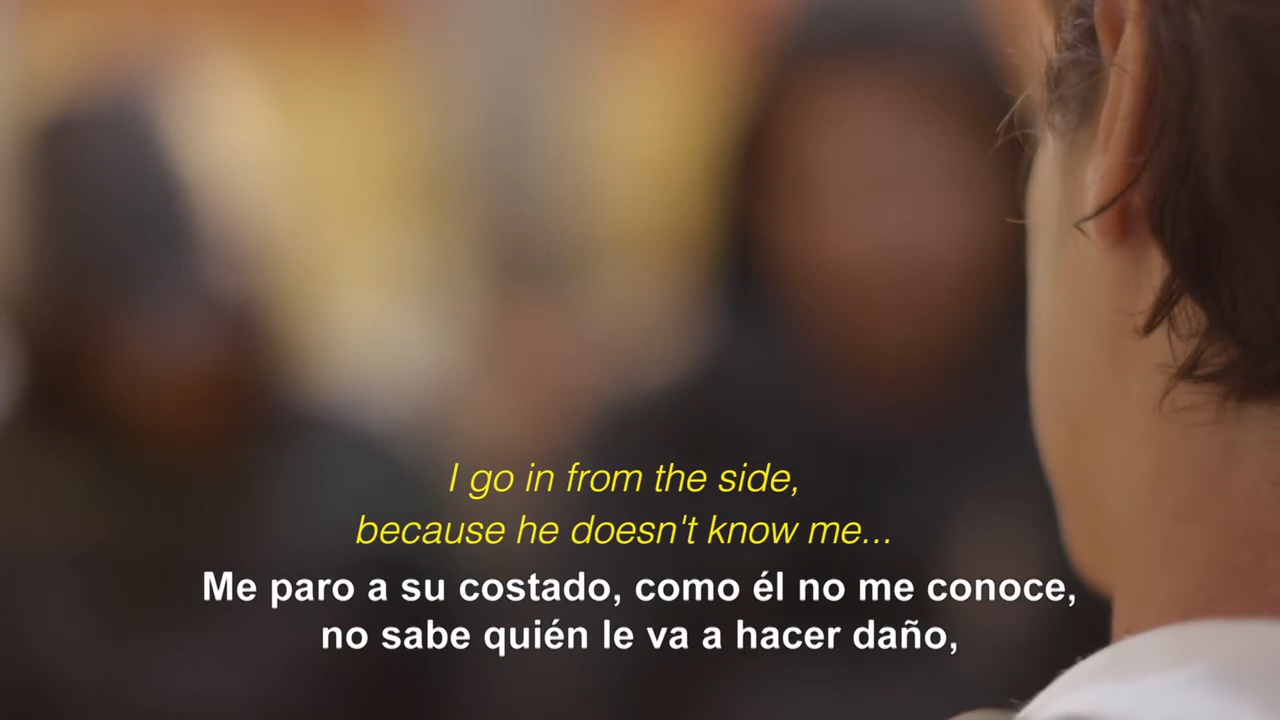 I go in from the side,
because he doesn't know me...
Me paro a su costado, como él no me conoce,
no sabe quién le va a hacer daño,